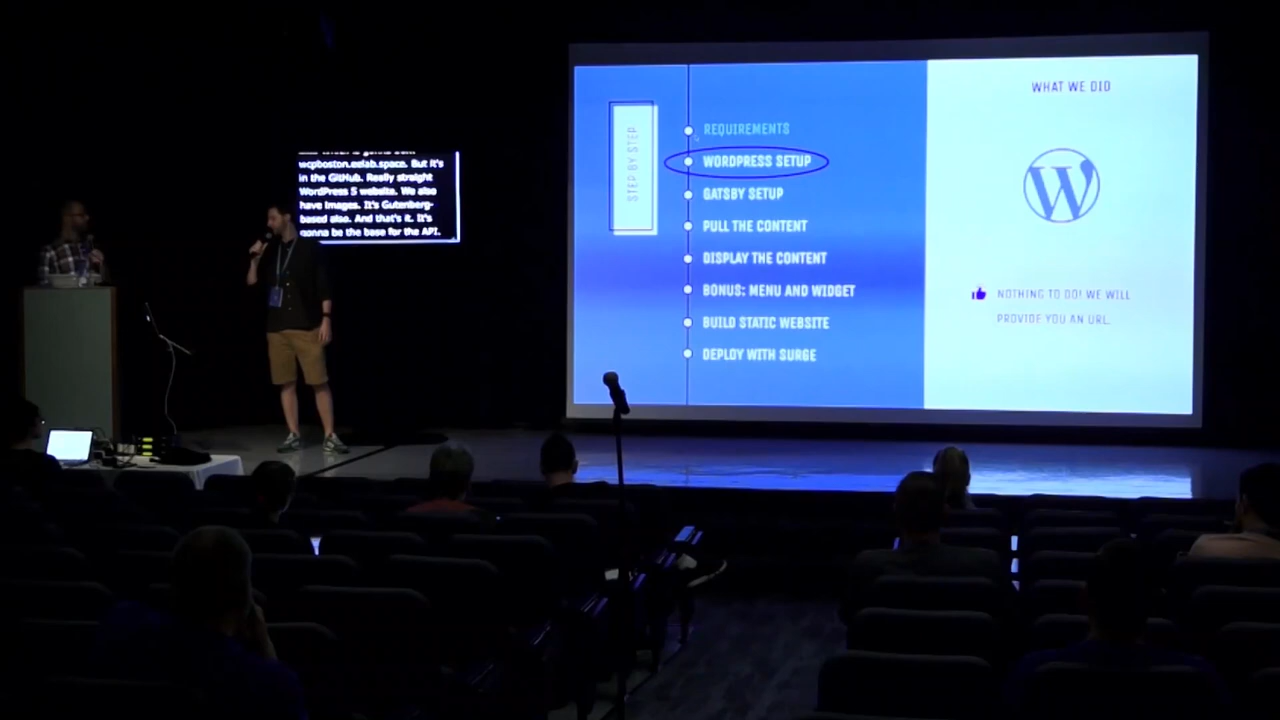 wcpboston.eelab.space. But it's
in the GitHub. Really streight
WordPress 5 website. We also
have images. It's Gutenberg-
based also. And that's it. It's
gonna be the base for the API.
STEP BY STEP
REQUIREMENTS
WORDPRESS SETUP
GATSBY SETUP
PULL THE CONTENT
DISPLAY THE CONTENT
BONUS: MENU AND WIDGET
BUILD STATIC WEBSITE
DEPLOY WITH SURGE
WHAT WE DID
W
NOTHING TO DO! WE WILL
PROVIDE YOU AN URL.